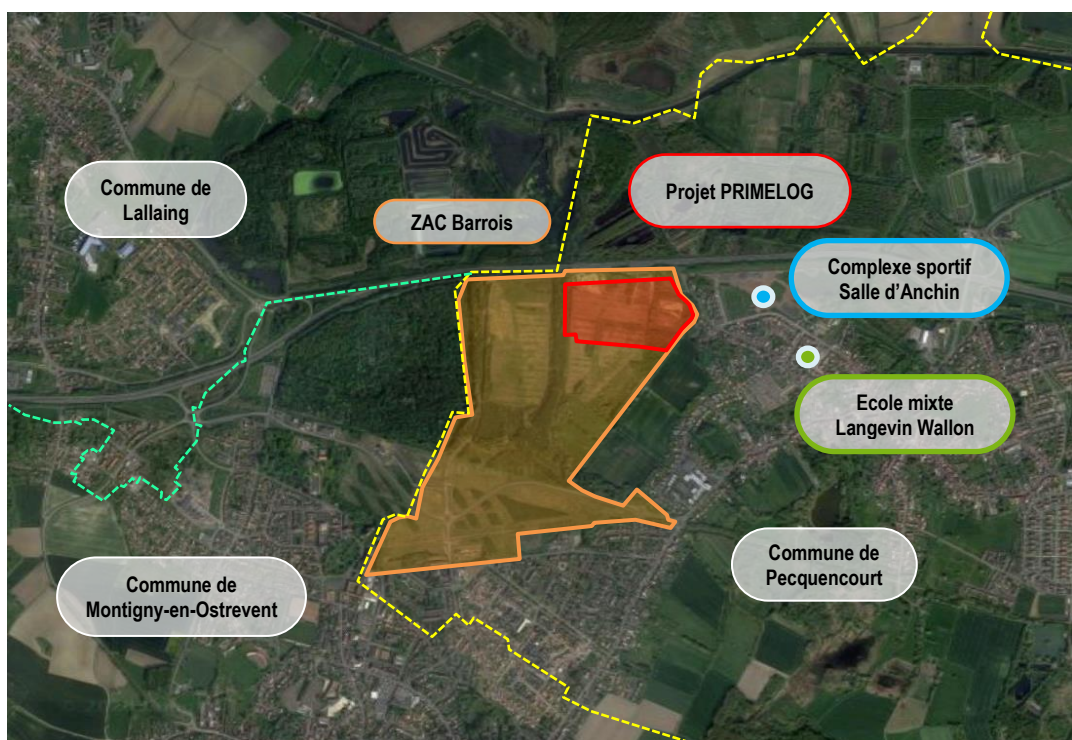 Commune de
Lallaing
ZAC Barrois
Projet PRIMELOG
Complexe sportif
Salle d'Anchin
Ecole mixte
Langevin Wallon
Commune de
Montigny-en-Ostrevent
Commune de
Pecquencourt